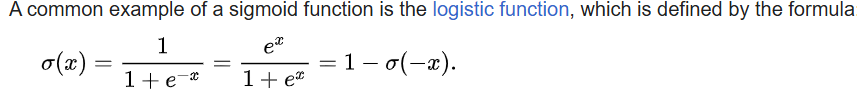 A common example of a sigmoid function is the logistic function, which is defined by the formula
σ(x) = 1 / (1 + e^{−x}) = e^x / (1 + e^x) = 1 − σ(−x).